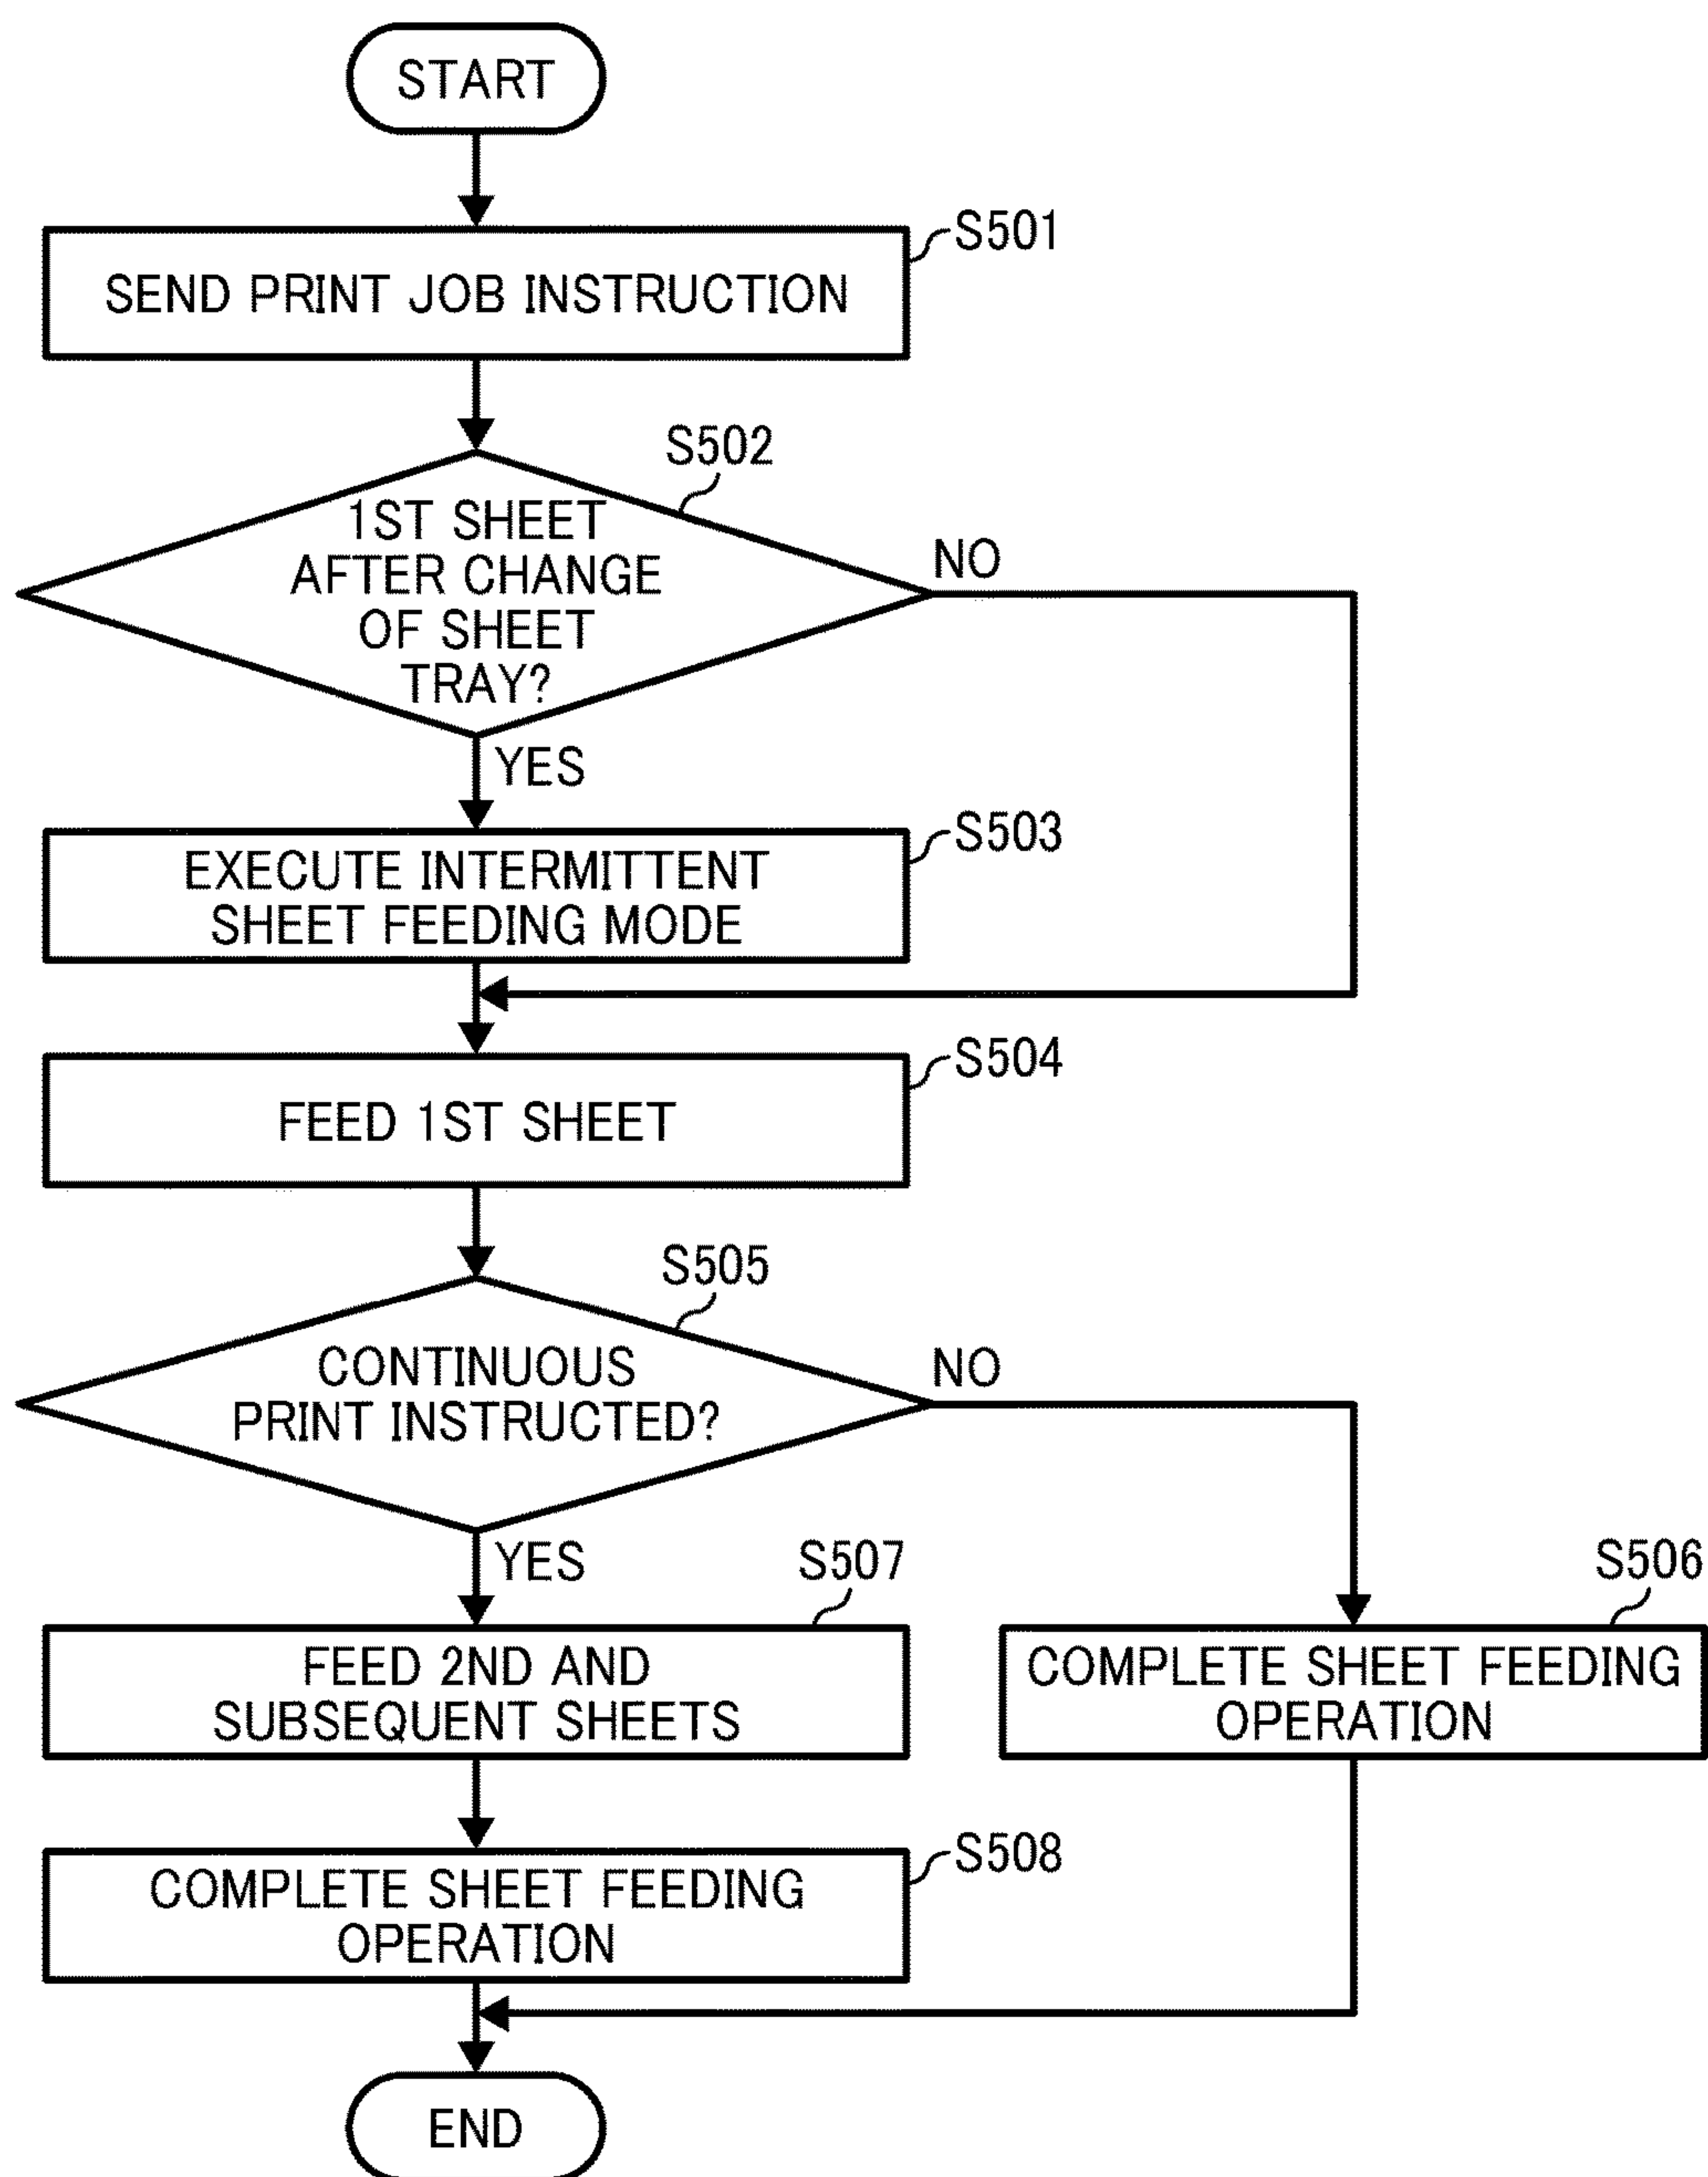 START
S501
SEND PRINT JOB INSTRUCTION
S502
1ST SHEET
AFTER CHANGE
OF SHEET
TRAY?
NO
YES
S503
EXECUTE INTERMITTENT
SHEET FEEDING MODE
S504
FEED 1ST SHEET
S505
CONTINUOUS
PRINT INSTRUCTED?
NO
YES
S507
FEED 2ND AND
SUBSEQUENT SHEETS
S506
COMPLETE SHEET FEEDING
OPERATION
S508
COMPLETE SHEET FEEDING
OPERATION
END